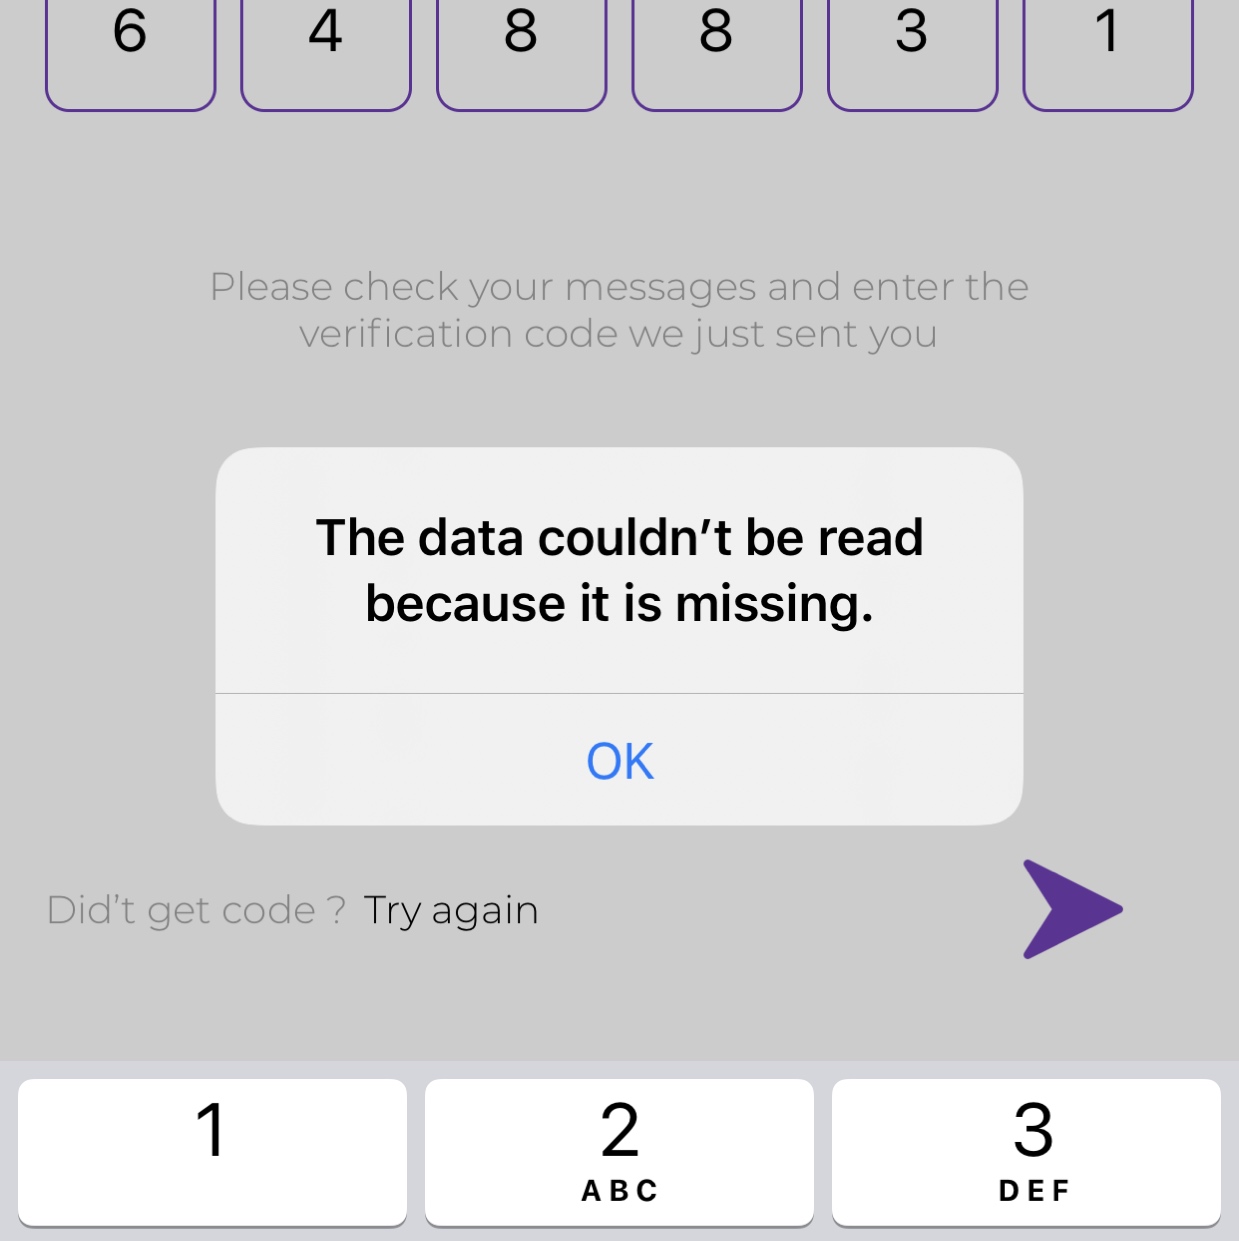 6 4 8 8 3 1
Please check your messages and enter the
verification code we just sent you
The data couldn’t be read
because it is missing.
OK
Did’t get code ? Try again
1 2 3
ABC DEF